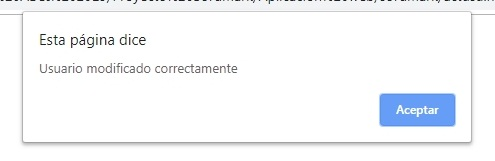 Esta página dice
Usuario modificado correctamente
Aceptar